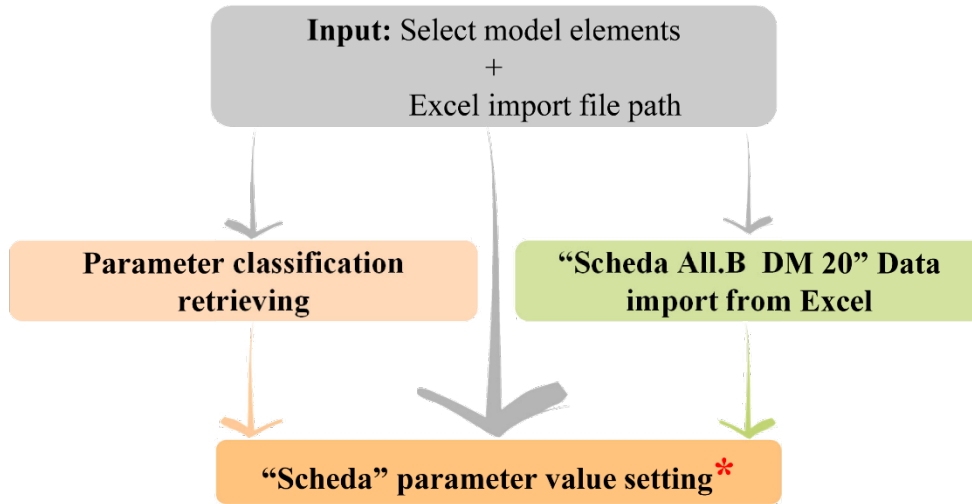 Input: Select model elements
+
Excel import file path
Parameter classification
retrieving
“Scheda All.B DM 20” Data
import from Excel
“Scheda” parameter value setting*